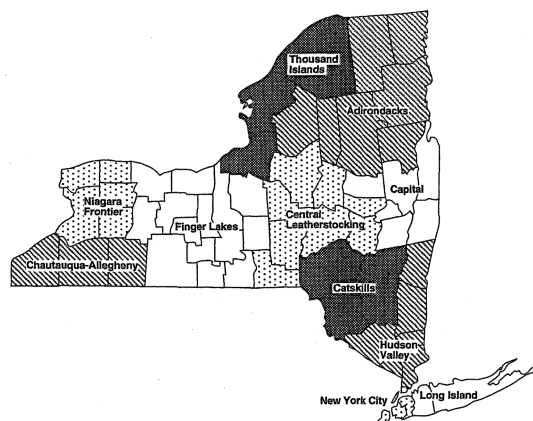 Thousand
Islands
Adirondacks
Niagara
Frontier
Capital
Central
Leatherstocking
Finger Lakes
Chautauqua-Allegheny
Catskills
Hudson
Valley
New York City
Long Island